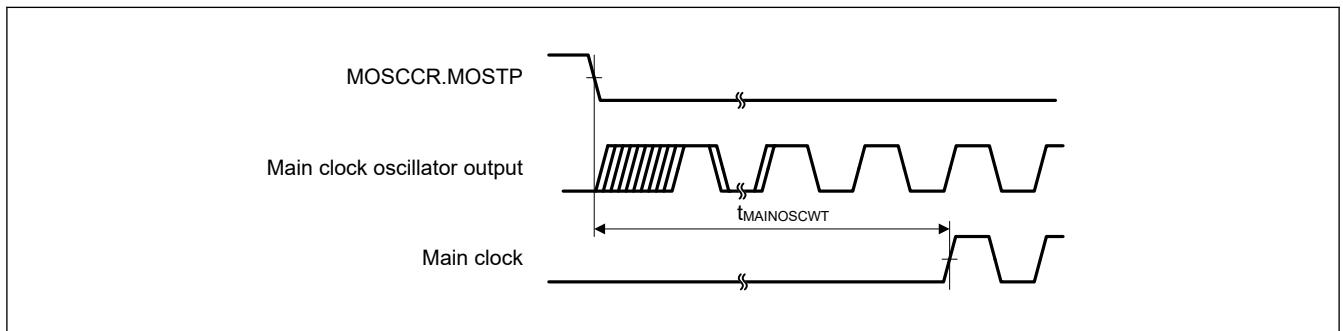 MOSCCR.MOSTP
Main clock oscillator output
tMAINOSCWT
Main clock